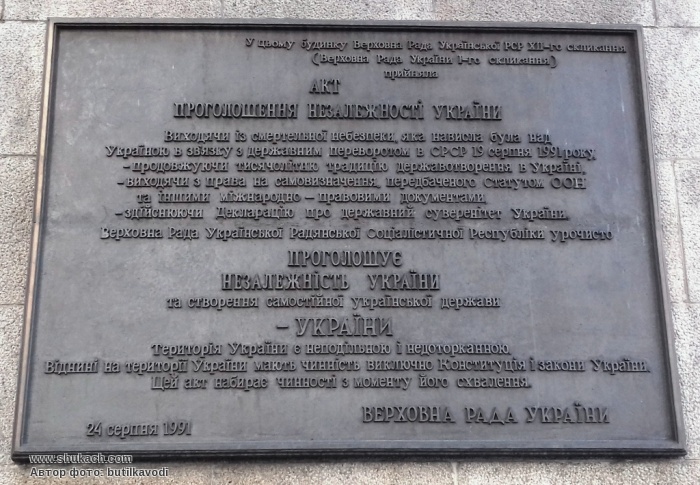 У цьому будинку Верховна Рада Української РСР XII-го скликання
(Верховна Рада України I-го скликання)
прийняла
АКТ
ПРОГОЛОШЕННЯ НЕЗАЛЕЖНОСТІ УКРАЇНИ
Виходячи із смертельної небезпеки, яка нависла була над
Україною в звязку з державним переворотом в СРСР 19 серпня 1991 року,
-продовжуючи тисячолітню традицію державотворення в Україні,
-виходячи з права на самовизначення, передбаченого Статутом ООН
та іншими міжнародно-правовими документами
-здійснюючи Декларацію про державний суверенітет України.
Верховна Рада Української Радянської Соціалістичної Республіки урочисто
ПРОГОЛОШУЄ
НЕЗАЛЕЖНІСТЬ УКРАЇНИ
та створення самостійної української держави
– УКРАЇНИ
Територія України є неподільною і недоторканною.
Віднині на території України мають чинність виключно Конституція і закони України.
Цей акт набирає чинності з моменту його схвалення.
ВЕРХОВНА РАДА УКРАЇНИ
24 серпня 1991
www.shukach.com
Автор фото: butilkavodi